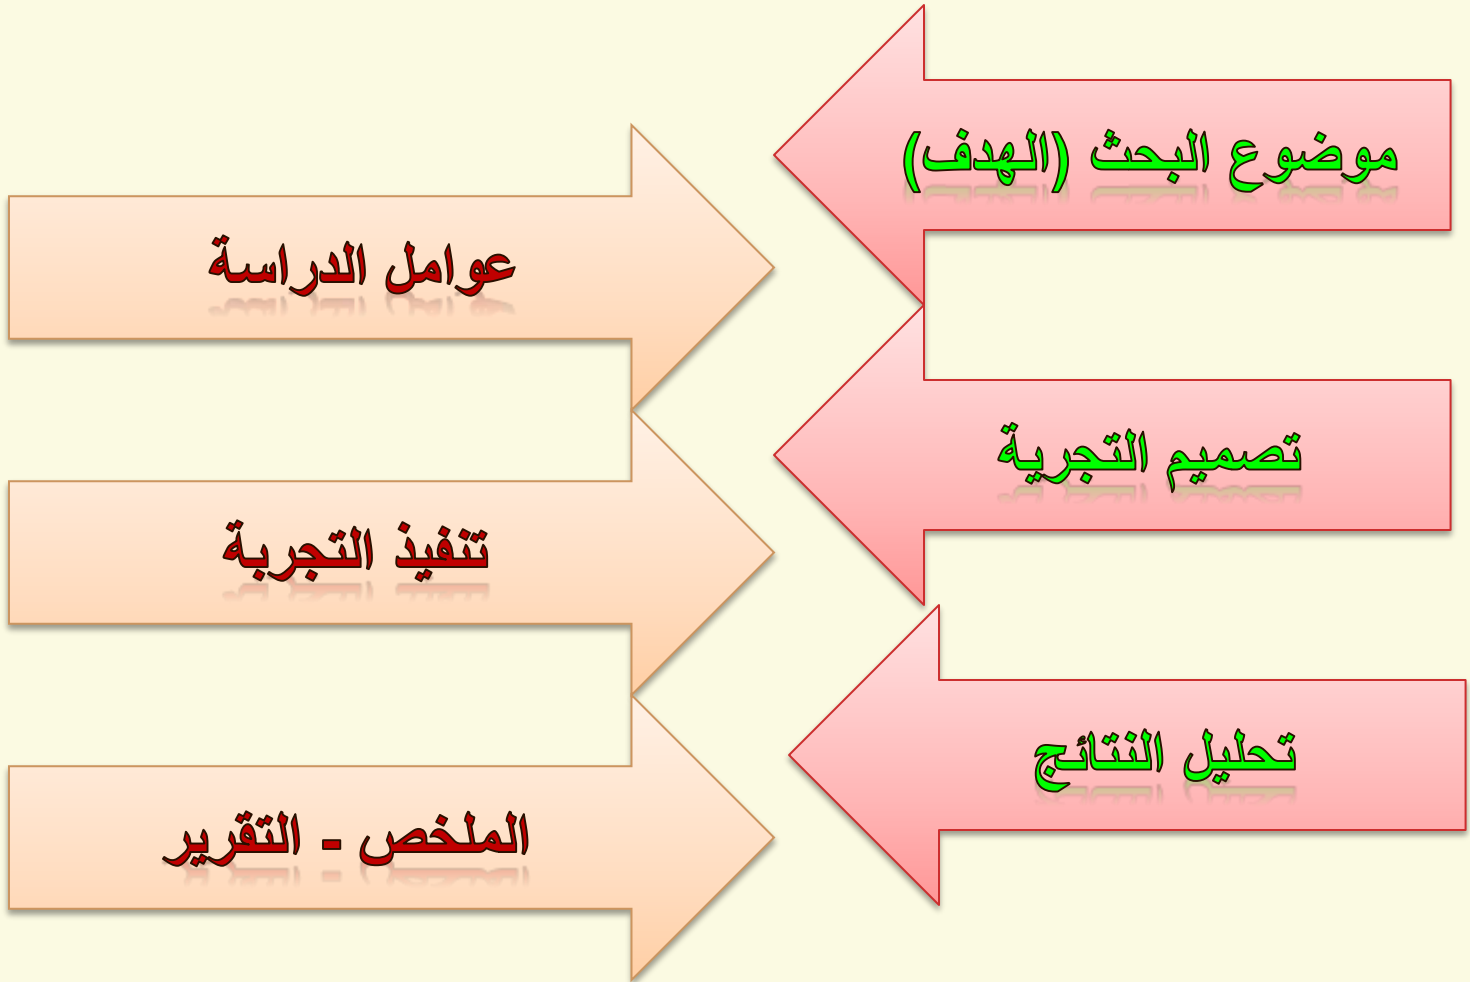 موضوع البحث (الهدف)
عوامل الدراسة
تصميم التجرية
تنفيذ التجربة
تحليل النتائج
الملخص - التقرير